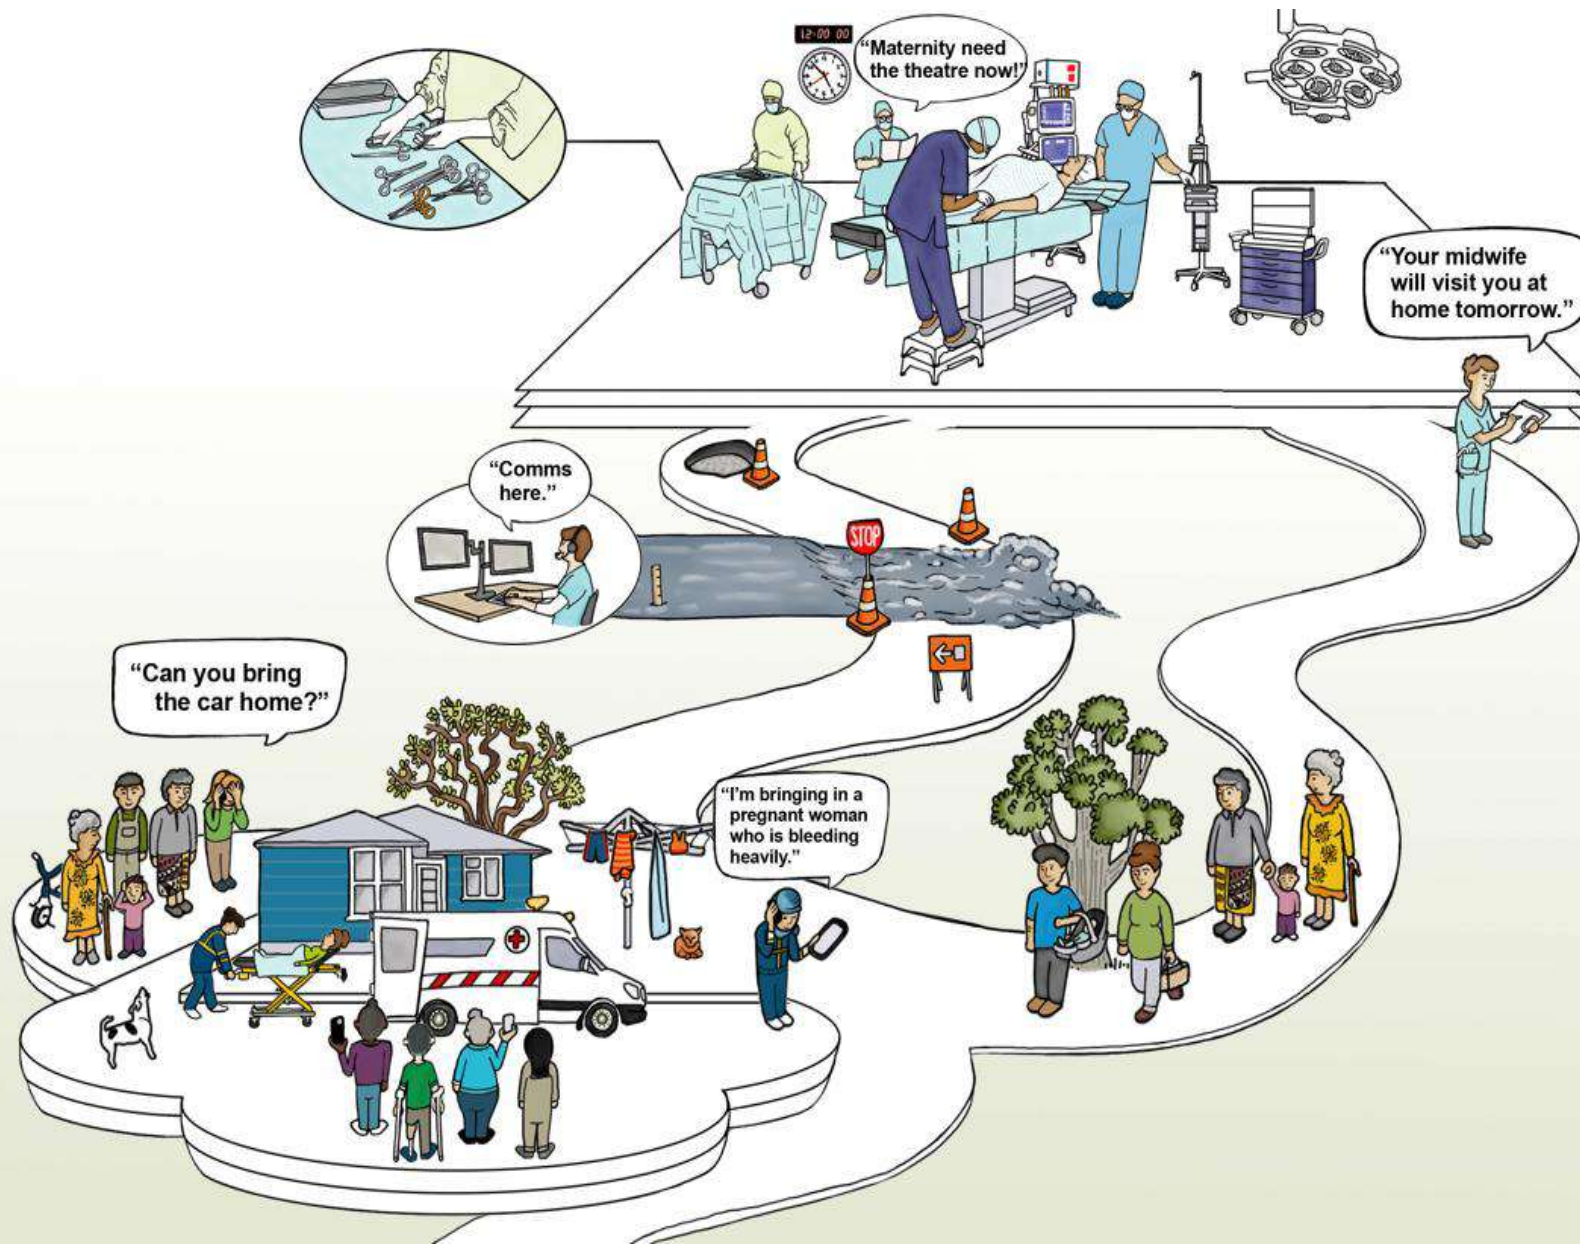 12:00 00
“Maternity need
the theatre now!”
“Your midwife
will visit you at
home tomorrow.”
“Comms
here.”
STOP
“Can you bring
the car home?”
“I’m bringing in a
pregnant woman
who is bleeding
heavily.”